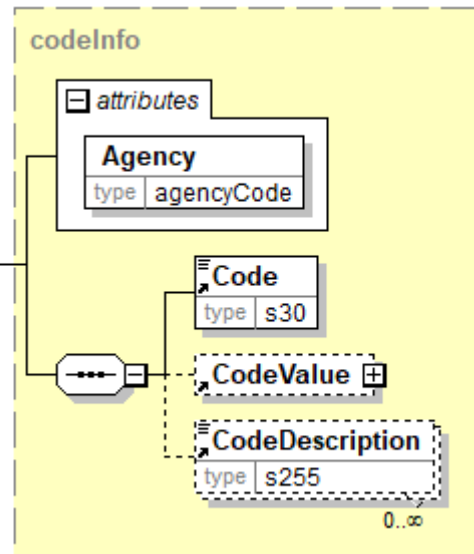 codeInfo
attributes
Agency
type agencyCode
Code
type s30
CodeValue
CodeDescription
type s255
0..∞